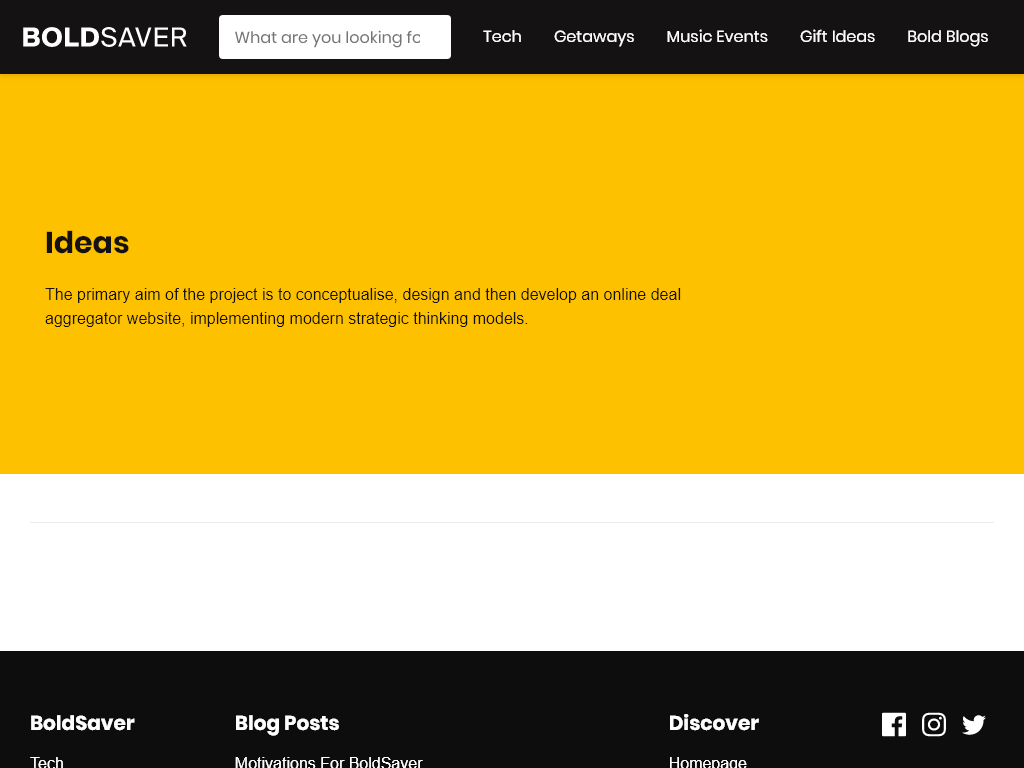 BOLDSAVER
What are you looking fo
Tech
Getaways
Music Events
Gift Ideas
Bold Blogs
Ideas
The primary aim of the project is to conceptualise, design and then develop an online deal
aggregator website, implementing modern strategic thinking models.
BoldSaver
Blog Posts
Discover
Tech
Motivations For BoldSaver
Homepage